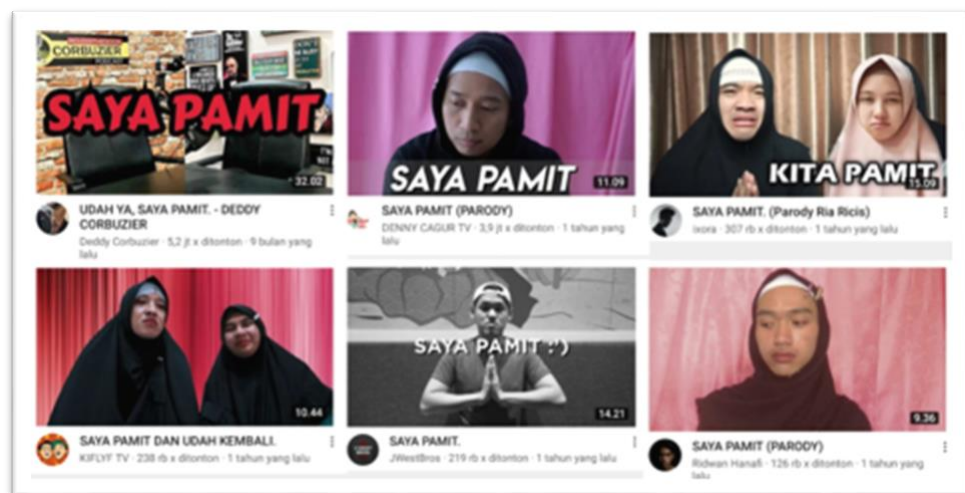 CORBUZIER
PODCAST
SAYA PAMIT
32.02
UDAH YA, SAYA PAMIT. - DEDDY
CORBUZIER
Deddy Corbuzier · 5,2 jt x ditonton · 9 bulan yang
lalu
SAYA PAMIT
11.09
SAYA PAMIT (PARODY)
DENNY CAGUR TV · 3,9 jt x ditonton · 1 tahun yang
lalu
KITA PAMIT
15.09
SAYA PAMIT. (Parody Ria Ricis)
ixora · 307 rb x ditonton · 1 tahun yang lalu
10.44
SAYA PAMIT DAN UDAH KEMBALI.
KIFLYF TV · 238 rb x ditonton · 1 tahun yang lalu
SAYA PAMIT :')
14.21
SAYA PAMIT.
JWestBros · 219 rb x ditonton · 1 tahun yang lalu
9.36
SAYA PAMIT (PARODY)
Ridwan Hanafi · 126 rb x ditonton · 1 tahun yang
lalu